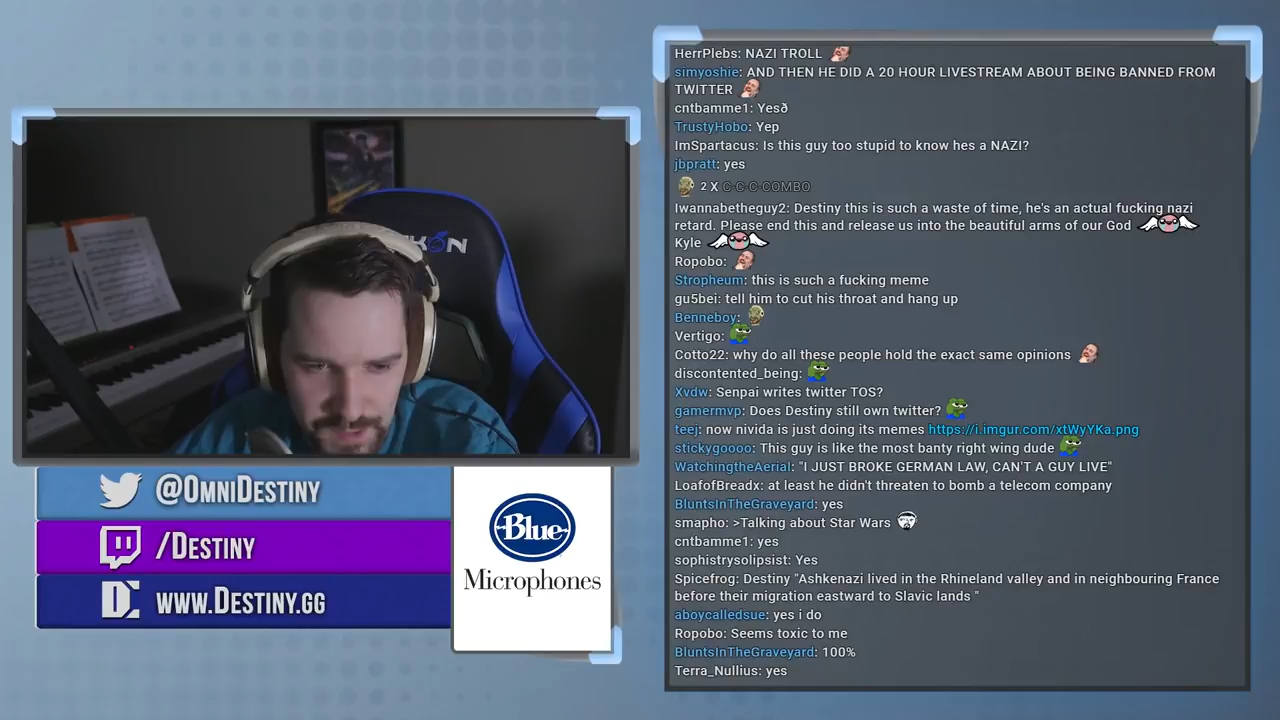 HerrPlebs: NAZI TROLL
simyoshie: AND THEN HE DID A 20 HOUR LIVESTREAM ABOUT BEING BANNED FROM
TWITTER
cntbamme1: Yesð
TrustyHobo: Yep
ImSpartacus: Is this guy too stupid to know hes a NAZI?
jbpratt: yes
2 X C-C-C-COMBO
Iwannabetheguy2: Destiny this is such a waste of time, he's an actual fucking nazi
retard. Please end this and release us into the beautiful arms of our God
Kyle
Ropobo:
Stropheum: this is such a fucking meme
gu5bei: tell him to cut his throat and hang up
Benneboy:
Vertigo:
Cotto22: why do all these people hold the exact same opinions
discontented_being:
Xvdw: Senpai writes twitter TOS?
gamermvp: Does Destiny still own twitter?
teej: now nivida is just doing its memes https://i.imgur.com/xtWyYKa.png
stickygoooo: This guy is like the most banty right wing dude
WatchingtheAerial: "I JUST BROKE GERMAN LAW, CAN'T A GUY LIVE"
LoafofBreadx: at least he didn't threaten to bomb a telecom company
BluntsInTheGraveyard: yes
smapho: >Talking about Star Wars
cntbamme1: yes
sophistrysolipsist: Yes
Spicefrog: Destiny "Ashkenazi lived in the Rhineland valley and in neighbouring France
before their migration eastward to Slavic lands "
aboycalledsue: yes i do
Ropobo: Seems toxic to me
BluntsInTheGraveyard: 100%
Terra_Nullius: yes
@OmniDestiny
/Destiny
www.Destiny.gg
Blue
Microphones